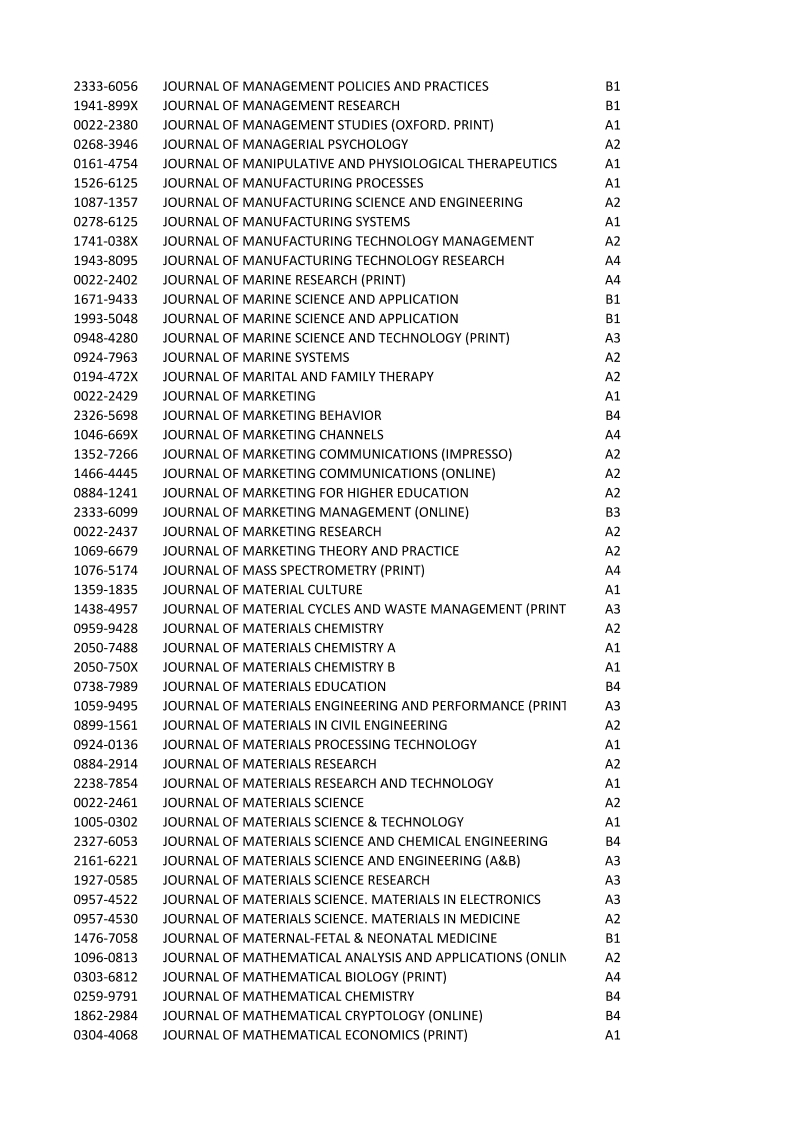 2333-6056 JOURNAL OF MANAGEMENT POLICIES AND PRACTICES B1
1941-899X JOURNAL OF MANAGEMENT RESEARCH B1
0022-2380 JOURNAL OF MANAGEMENT STUDIES (OXFORD. PRINT) A1
0268-3946 JOURNAL OF MANAGERIAL PSYCHOLOGY A2
0161-4754 JOURNAL OF MANIPULATIVE AND PHYSIOLOGICAL THERAPEUTICS A1
1526-6125 JOURNAL OF MANUFACTURING PROCESSES A1
1087-1357 JOURNAL OF MANUFACTURING SCIENCE AND ENGINEERING A2
0278-6125 JOURNAL OF MANUFACTURING SYSTEMS A1
1741-038X JOURNAL OF MANUFACTURING TECHNOLOGY MANAGEMENT A2
1943-8095 JOURNAL OF MANUFACTURING TECHNOLOGY RESEARCH A4
0022-2402 JOURNAL OF MARINE RESEARCH (PRINT) A4
1671-9433 JOURNAL OF MARINE SCIENCE AND APPLICATION B1
1993-5048 JOURNAL OF MARINE SCIENCE AND APPLICATION B1
0948-4280 JOURNAL OF MARINE SCIENCE AND TECHNOLOGY (PRINT) A3
0924-7963 JOURNAL OF MARINE SYSTEMS A2
0194-472X JOURNAL OF MARITAL AND FAMILY THERAPY A2
0022-2429 JOURNAL OF MARKETING A1
2326-5698 JOURNAL OF MARKETING BEHAVIOR B4
1046-669X JOURNAL OF MARKETING CHANNELS A4
1352-7266 JOURNAL OF MARKETING COMMUNICATIONS (IMPRESSO) A2
1466-4445 JOURNAL OF MARKETING COMMUNICATIONS (ONLINE) A2
0884-1241 JOURNAL OF MARKETING FOR HIGHER EDUCATION A2
2333-6099 JOURNAL OF MARKETING MANAGEMENT (ONLINE) B3
0022-2437 JOURNAL OF MARKETING RESEARCH A2
1069-6679 JOURNAL OF MARKETING THEORY AND PRACTICE A2
1076-5174 JOURNAL OF MASS SPECTROMETRY (PRINT) A4
1359-1835 JOURNAL OF MATERIAL CULTURE A1
1438-4957 JOURNAL OF MATERIAL CYCLES AND WASTE MANAGEMENT (PRINT A3
0959-9428 JOURNAL OF MATERIALS CHEMISTRY A2
2050-7488 JOURNAL OF MATERIALS CHEMISTRY A A1
2050-750X JOURNAL OF MATERIALS CHEMISTRY B A1
0738-7989 JOURNAL OF MATERIALS EDUCATION B4
1059-9495 JOURNAL OF MATERIALS ENGINEERING AND PERFORMANCE (PRINT A3
0899-1561 JOURNAL OF MATERIALS IN CIVIL ENGINEERING A2
0924-0136 JOURNAL OF MATERIALS PROCESSING TECHNOLOGY A1
0884-2914 JOURNAL OF MATERIALS RESEARCH A2
2238-7854 JOURNAL OF MATERIALS RESEARCH AND TECHNOLOGY A1
0022-2461 JOURNAL OF MATERIALS SCIENCE A2
1005-0302 JOURNAL OF MATERIALS SCIENCE & TECHNOLOGY A1
2327-6053 JOURNAL OF MATERIALS SCIENCE AND CHEMICAL ENGINEERING B4
2161-6221 JOURNAL OF MATERIALS SCIENCE AND ENGINEERING (A&B) A3
1927-0585 JOURNAL OF MATERIALS SCIENCE RESEARCH A3
0957-4522 JOURNAL OF MATERIALS SCIENCE. MATERIALS IN ELECTRONICS A3
0957-4530 JOURNAL OF MATERIALS SCIENCE. MATERIALS IN MEDICINE A2
1476-7058 JOURNAL OF MATERNAL-FETAL & NEONATAL MEDICINE B1
1096-0813 JOURNAL OF MATHEMATICAL ANALYSIS AND APPLICATIONS (ONLIN A2
0303-6812 JOURNAL OF MATHEMATICAL BIOLOGY (PRINT) A4
0259-9791 JOURNAL OF MATHEMATICAL CHEMISTRY B4
1862-2984 JOURNAL OF MATHEMATICAL CRYPTOLOGY (ONLINE) B4
0304-4068 JOURNAL OF MATHEMATICAL ECONOMICS (PRINT) A1